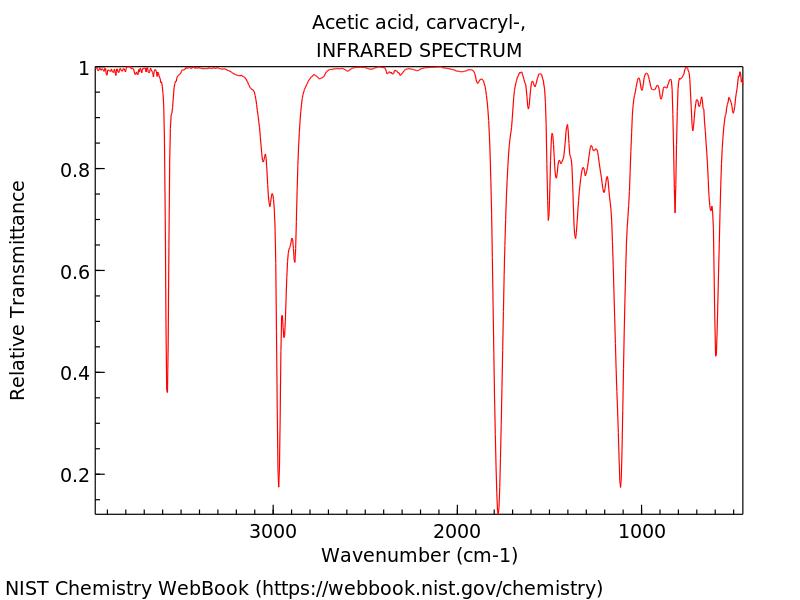 Acetic acid, carvacryl-,
INFRARED SPECTRUM
1
0.8
0.6
0.4
0.2
Relative Transmittance
3000 2000 1000
Wavenumber (cm-1)
NIST Chemistry WebBook (https://webbook.nist.gov/chemistry)